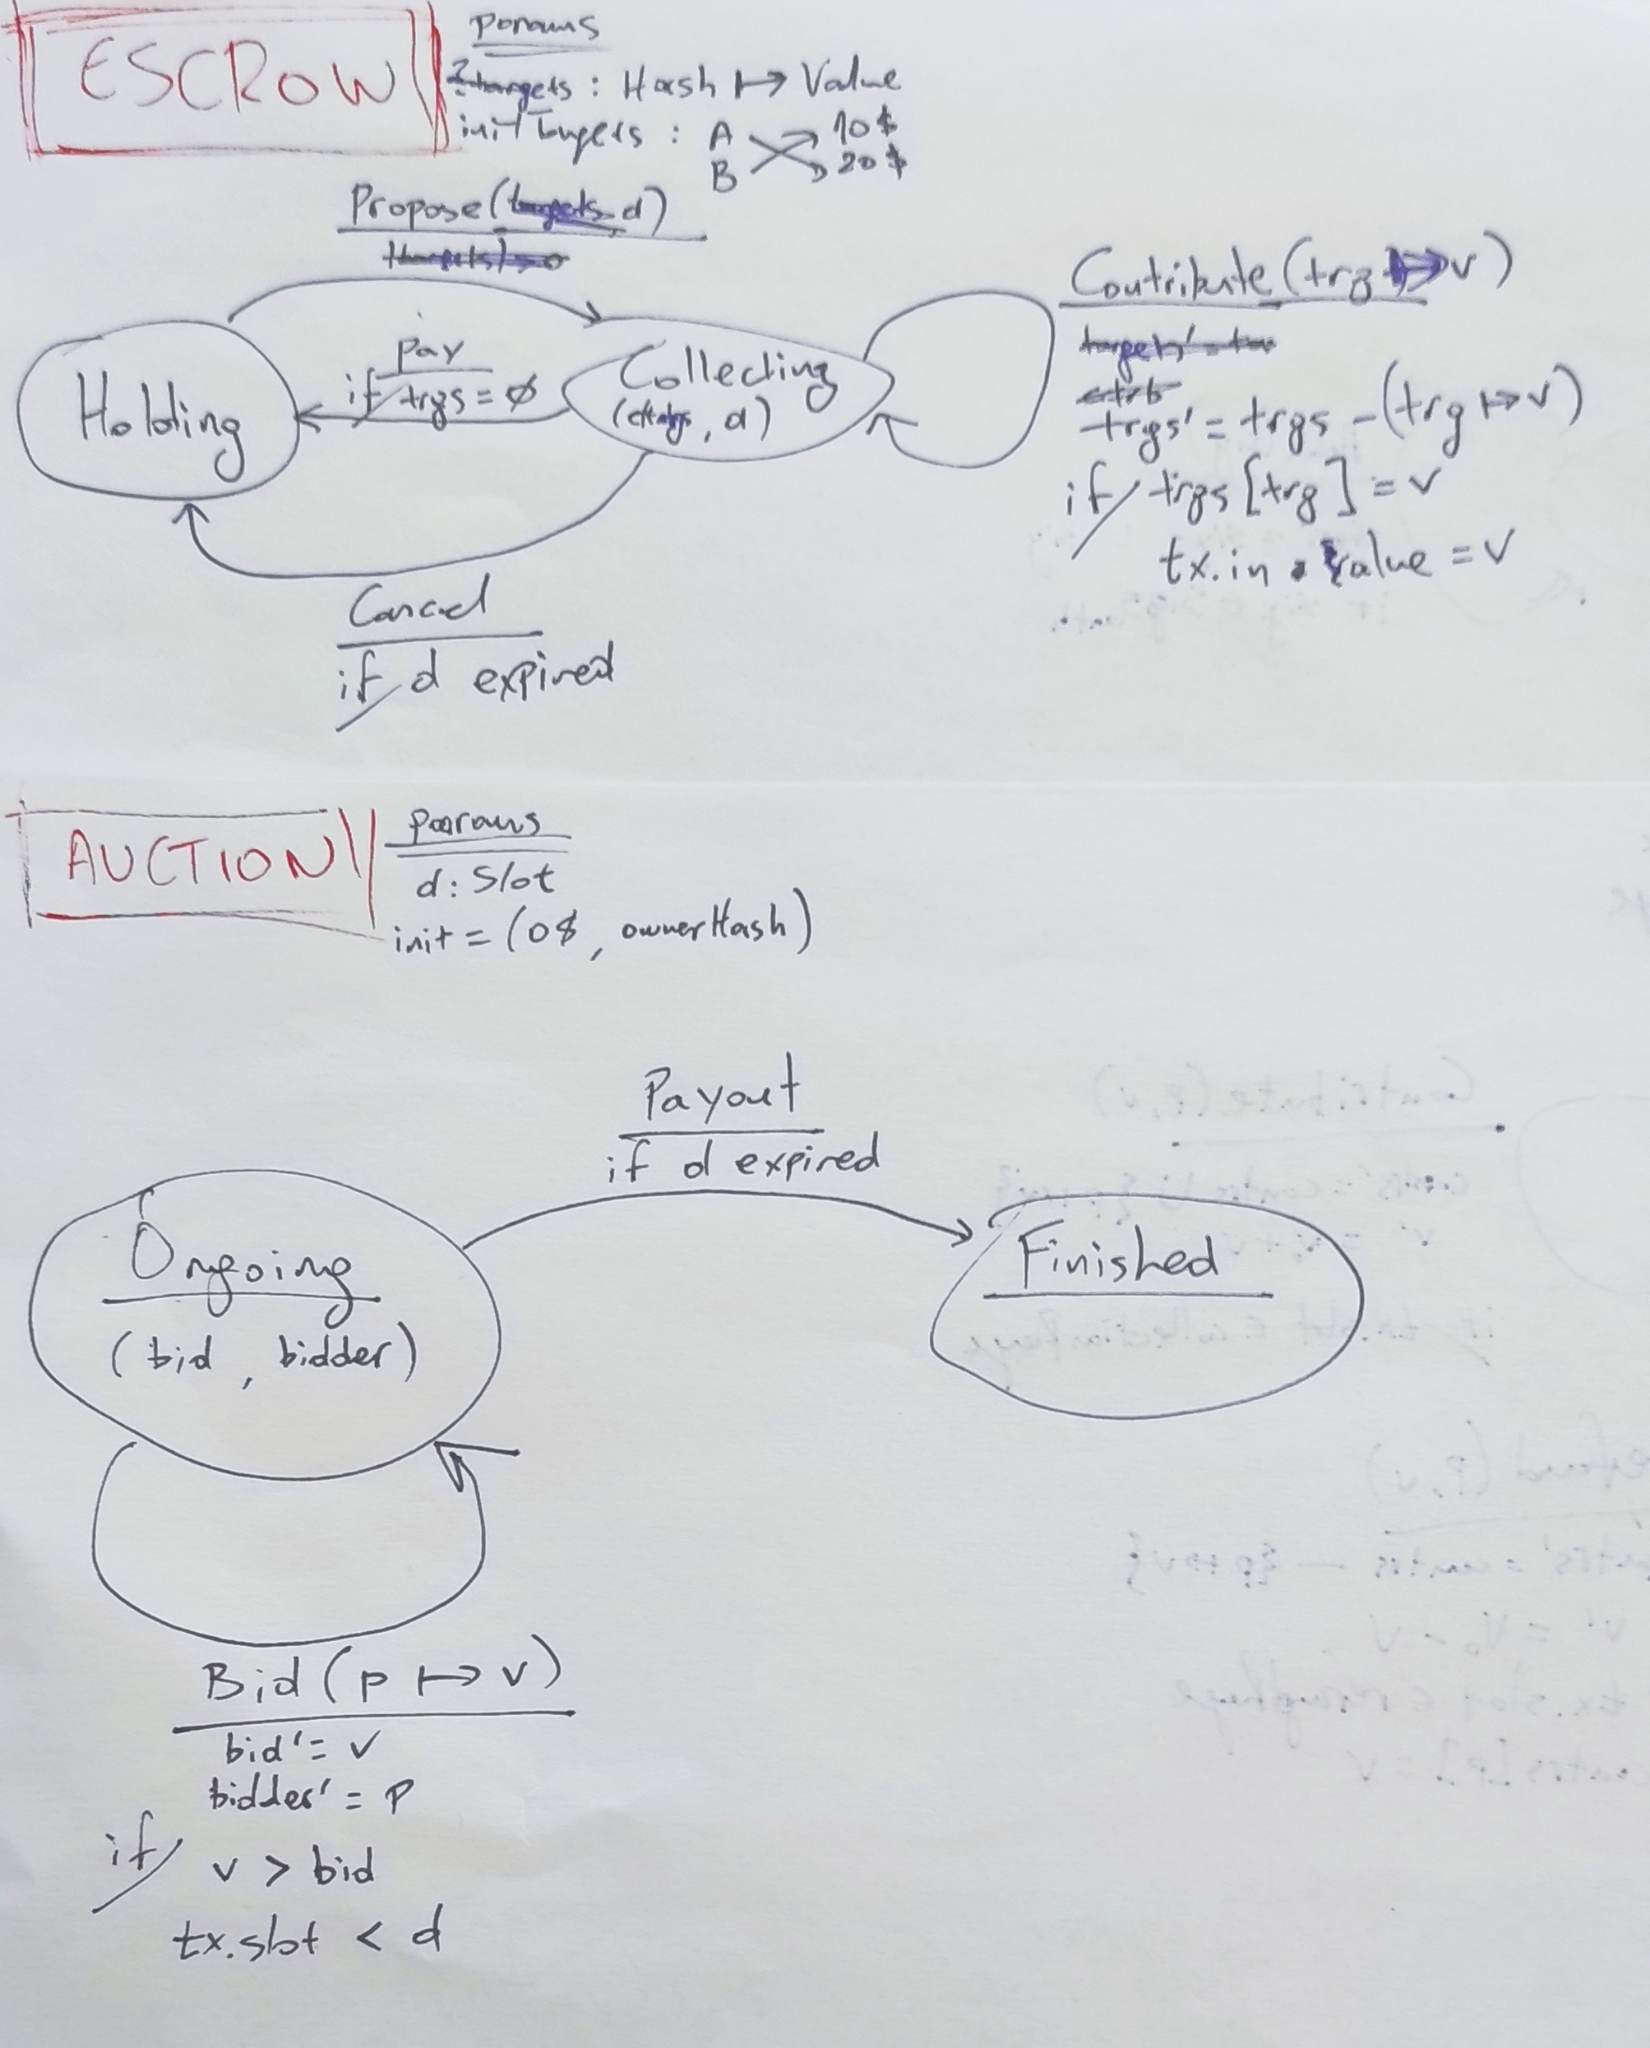 ESCROW
params
targets : Hash ↦ Value
init Targets : A 10$
B 20$
Propose ( d)
Contribute (trg ↦ v)
pay
if trgs = ∅
Holding
Collecting
( , d)
trgs' = trgs - (trg ↦ v)
if trgs [trg] = v
tx.in . value = v
Cancel
if d expired
AUCTION
params
d: Slot
init = (0$, ownerHash)
Payout
if d expired
Ongoing
(bid, bidder)
Finished
Bid (p ↦ v)
bid' = v
bidder' = p
if v > bid
tx.slot < d